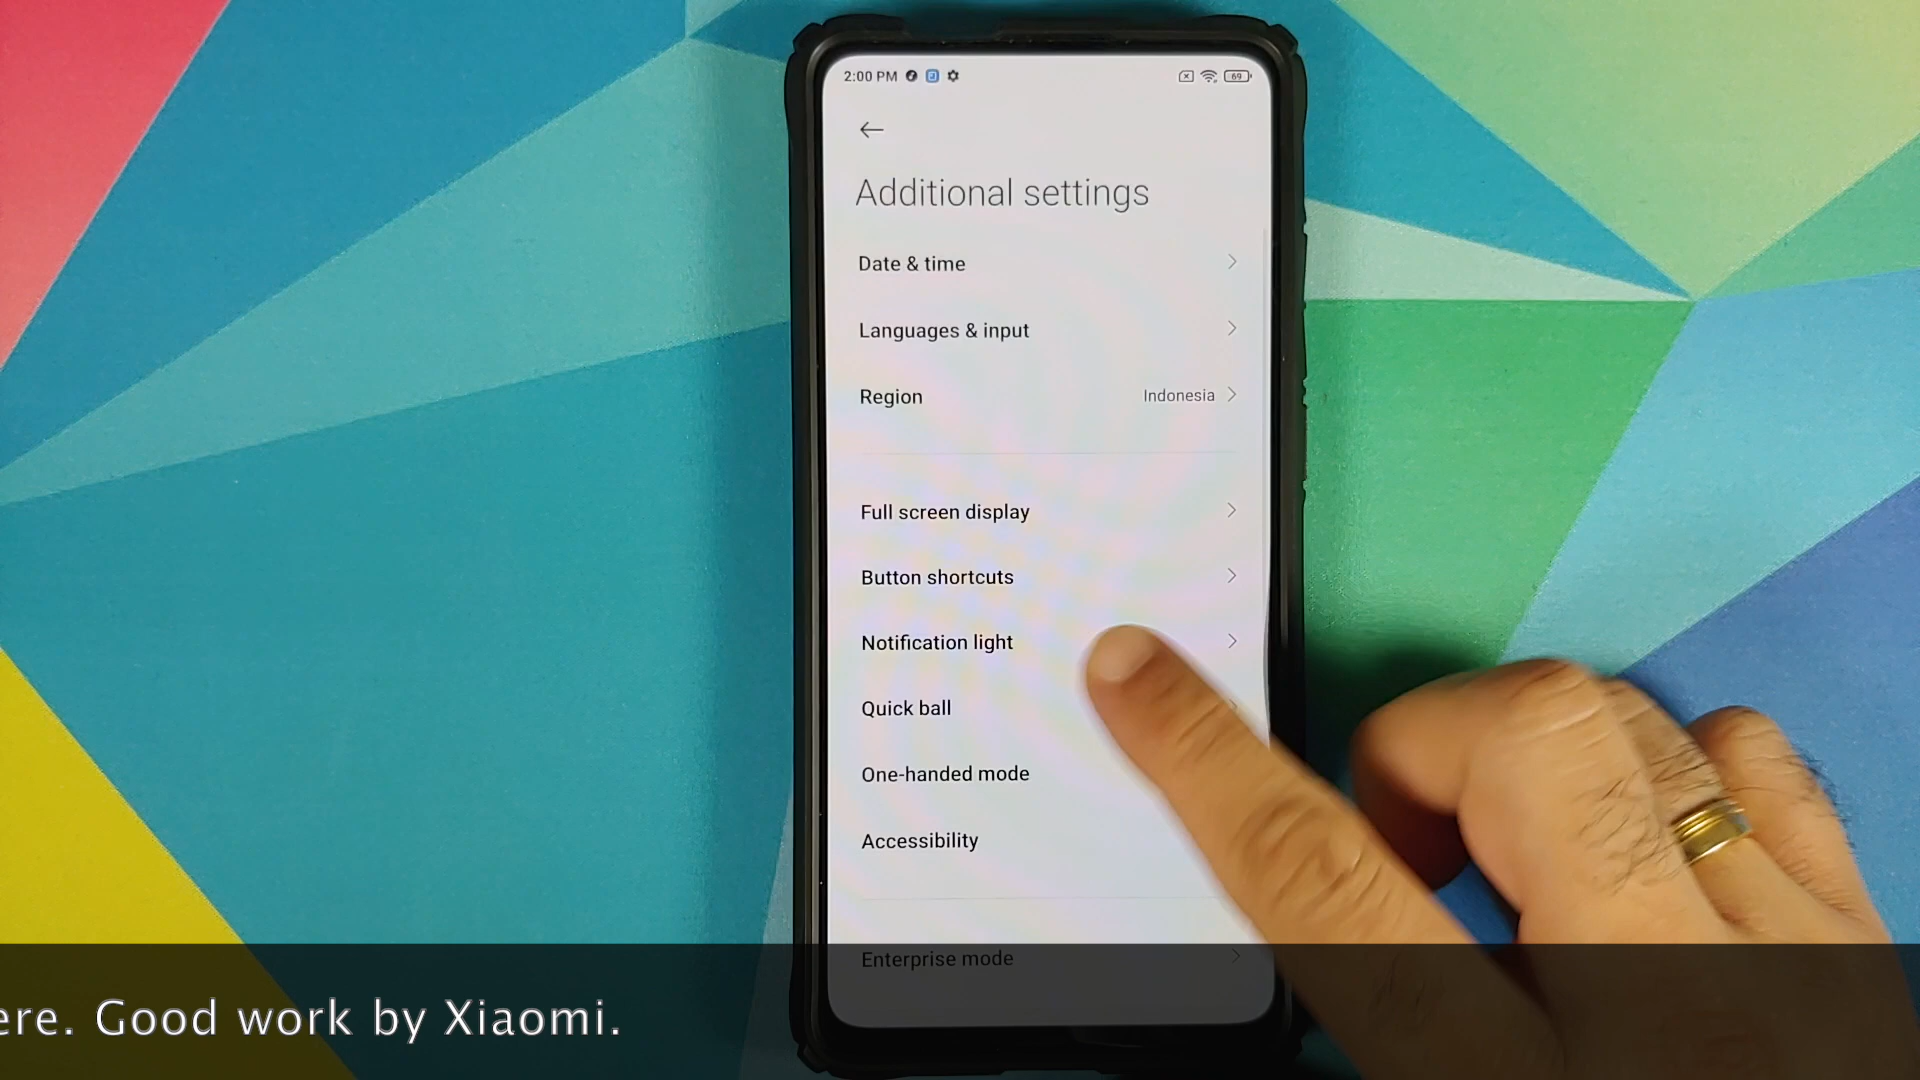 2:00 PM
69
Additional settings
Date & time
Languages & input
Region
Indonesia
Full screen display
Button shortcuts
Notification light
Quick ball
One-handed mode
Accessibility
Enterprise mode
ere. Good work by Xiaomi.